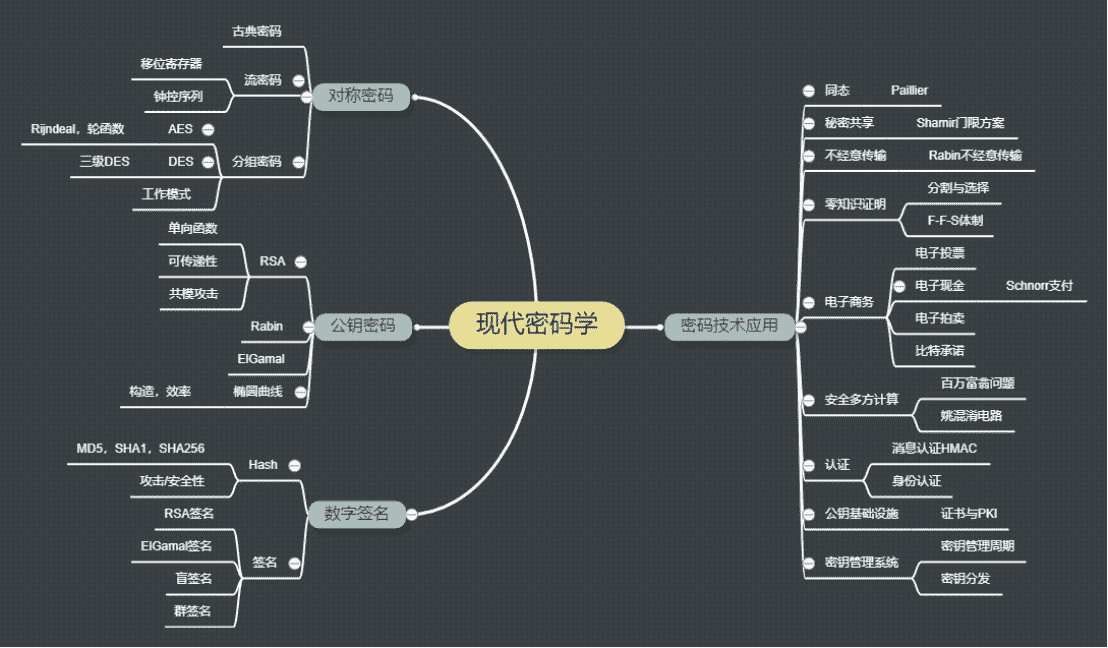 现代密码学
对称密码
古典密码
流密码
移位寄存器
钟控序列
分组密码
AES
Rijndeal，轮函数
DES
三级DES
工作模式
公钥密码
RSA
单向函数
可传递性
共模攻击
Rabin
ElGamal
椭圆曲线
构造，效率
数字签名
Hash
MD5，SHA1，SHA256
攻击/安全性
签名
RSA签名
ElGamal签名
盲签名
群签名
密码技术应用
同态
Paillier
秘密共享
Shamir门限方案
不经意传输
Rabin不经意传输
零知识证明
分割与选择
F-F-S体制
电子商务
电子投票
电子现金
Schnorr支付
电子拍卖
比特承诺
安全多方计算
百万富翁问题
姚混淆电路
认证
消息认证HMAC
身份认证
公钥基础设施
证书与PKI
密钥管理系统
密钥管理周期
密钥分发